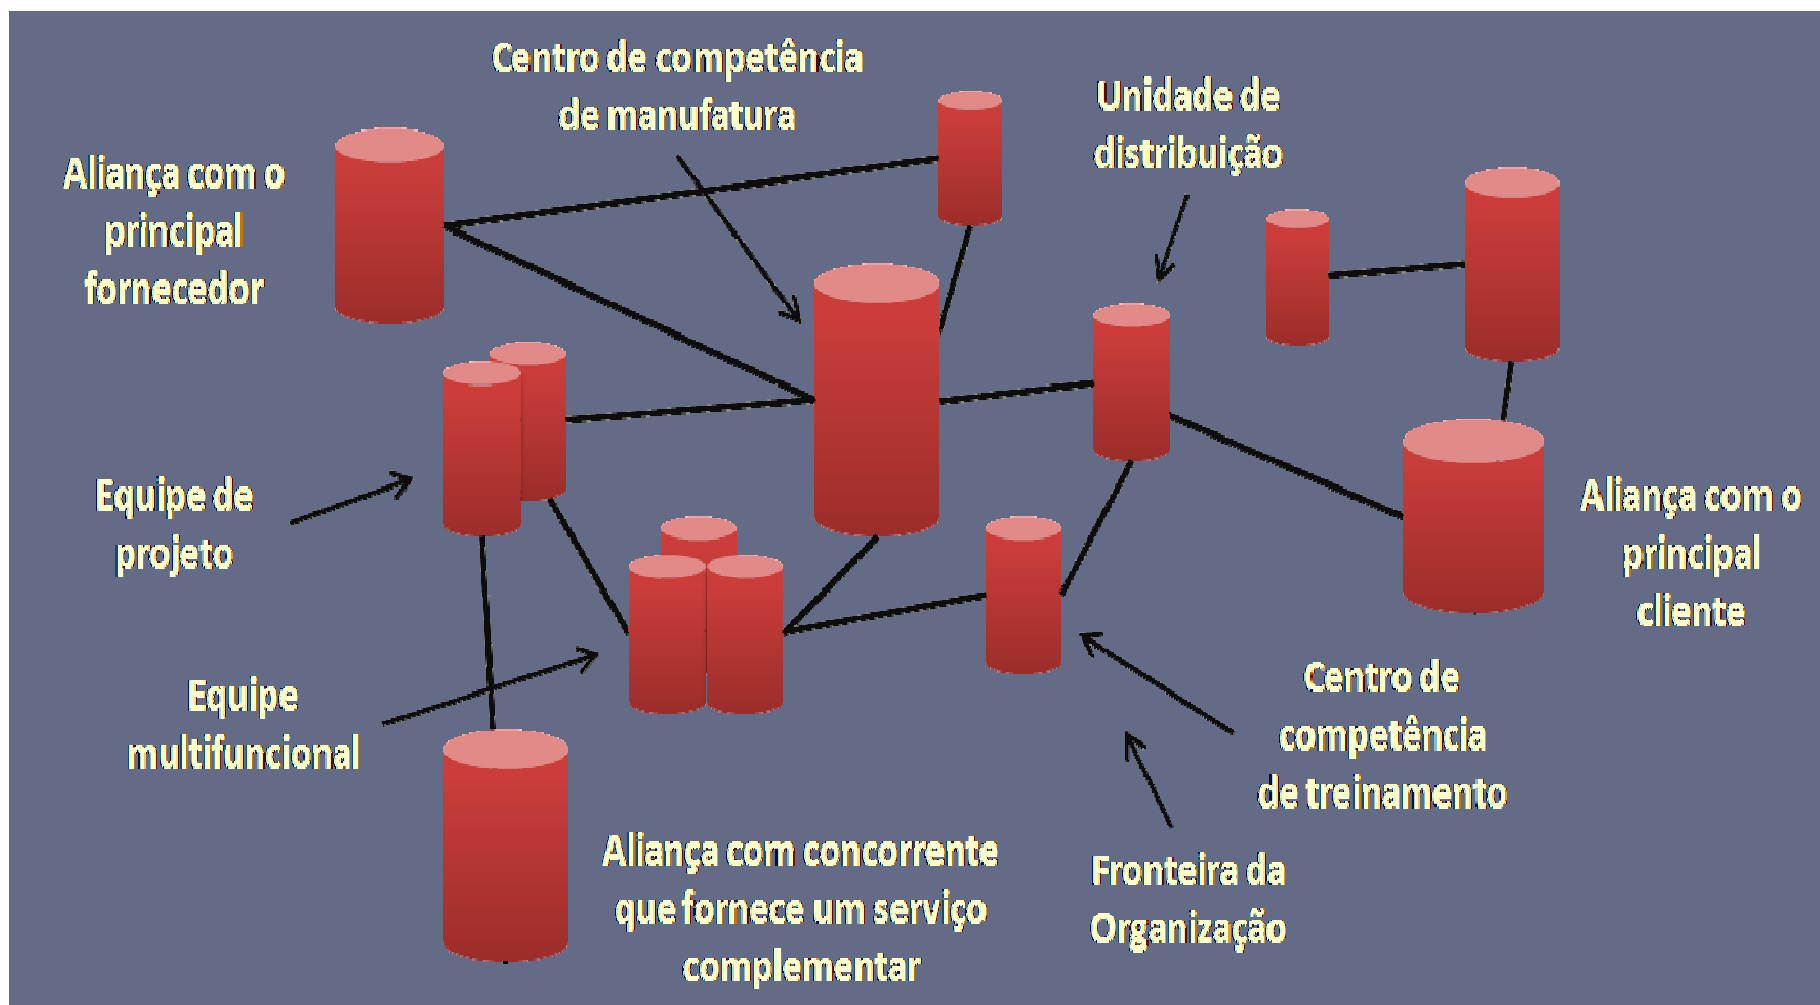 Centro de competência
de manufatura
Unidade de
distribuição
Aliança com o
principal
fornecedor
Equipe de
projeto
Aliança com o
principal
cliente
Equipe
multifuncional
Centro de
competência
de treinamento
Aliança com concorrente
que fornece um serviço
complementar
Fronteira da
Organização